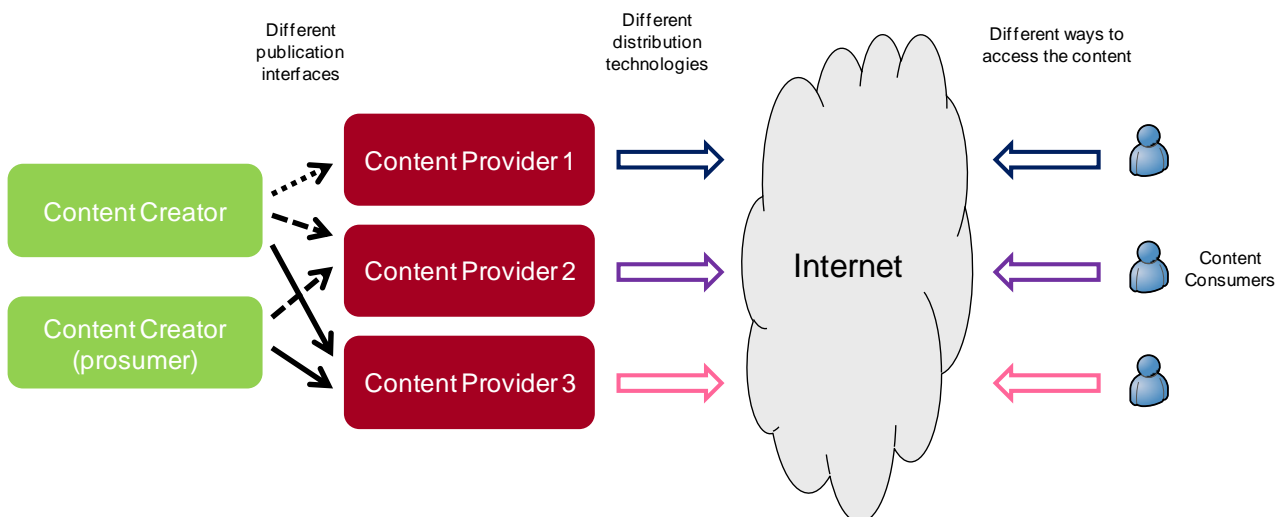 Different
publication
interfaces
Different
distribution
technologies
Different ways to
access the content
Content Creator
Content Creator
(prosumer)
Content Provider 1
Content Provider 2
Content Provider 3
Internet
Content
Consumers